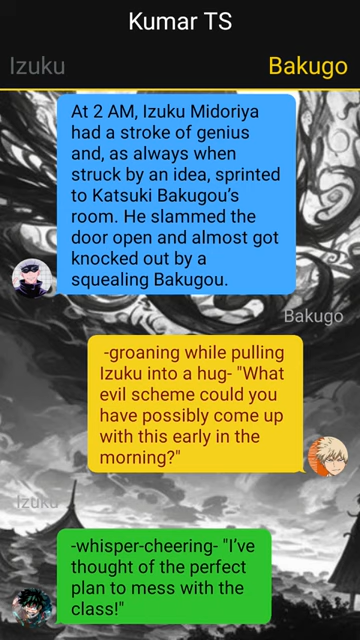 Kumar TS
Izuku
Bakugo
At 2 AM, Izuku Midoriya
had a stroke of genius
and, as always when
struck by an idea, sprinted
to Katsuki Bakugou’s
room. He slammed the
door open and almost got
knocked out by a
squealing Bakugou.
Bakugo
-groaning while pulling
Izuku into a hug- "What
evil scheme could you
have possibly come up
with this early in the
morning?"
Izuku
-whisper-cheering- "I’ve
thought of the perfect
plan to mess with the
class!"